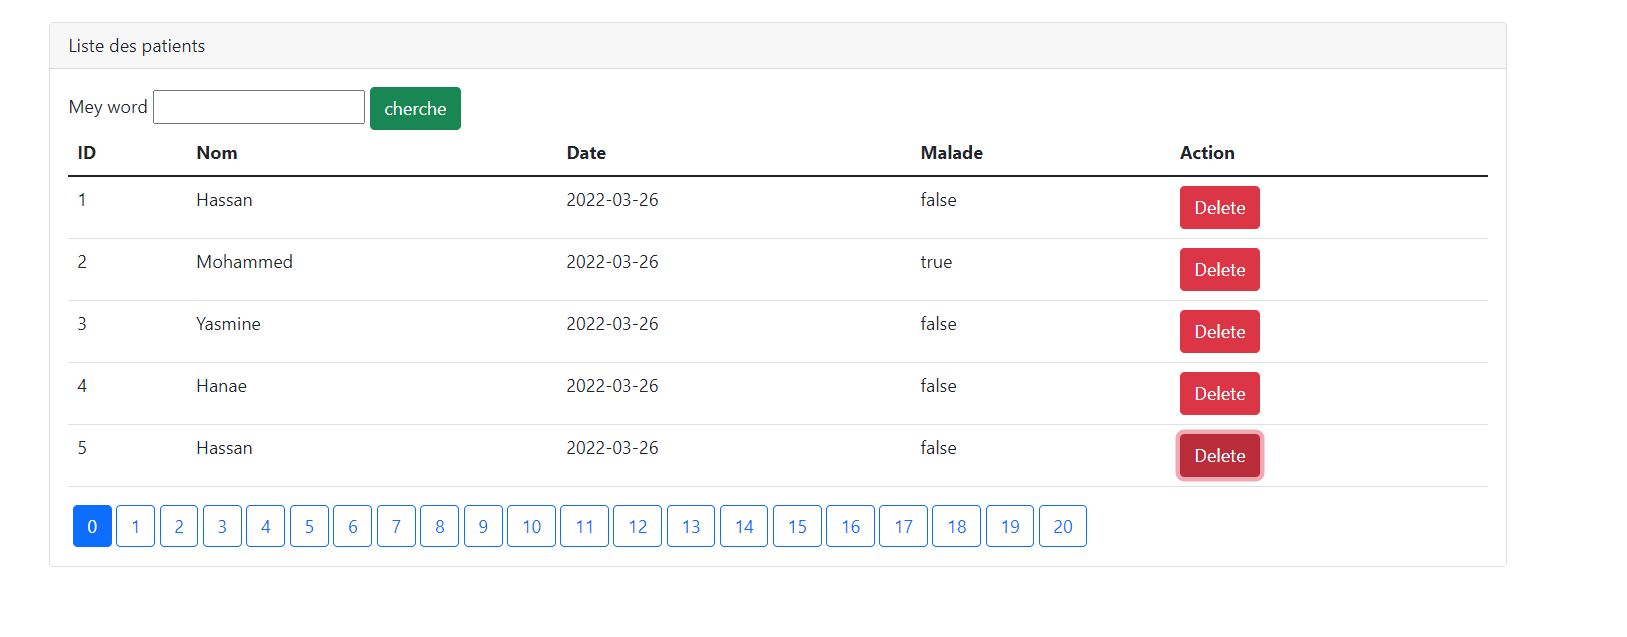 Liste des patients
Mey word cherche
ID Nom Date Malade Action
1 Hassan 2022-03-26 false Delete
2 Mohammed 2022-03-26 true Delete
3 Yasmine 2022-03-26 false Delete
4 Hanae 2022-03-26 false Delete
5 Hassan 2022-03-26 false Delete
0 1 2 3 4 5 6 7 8 9 10 11 12 13 14 15 16 17 18 19 20